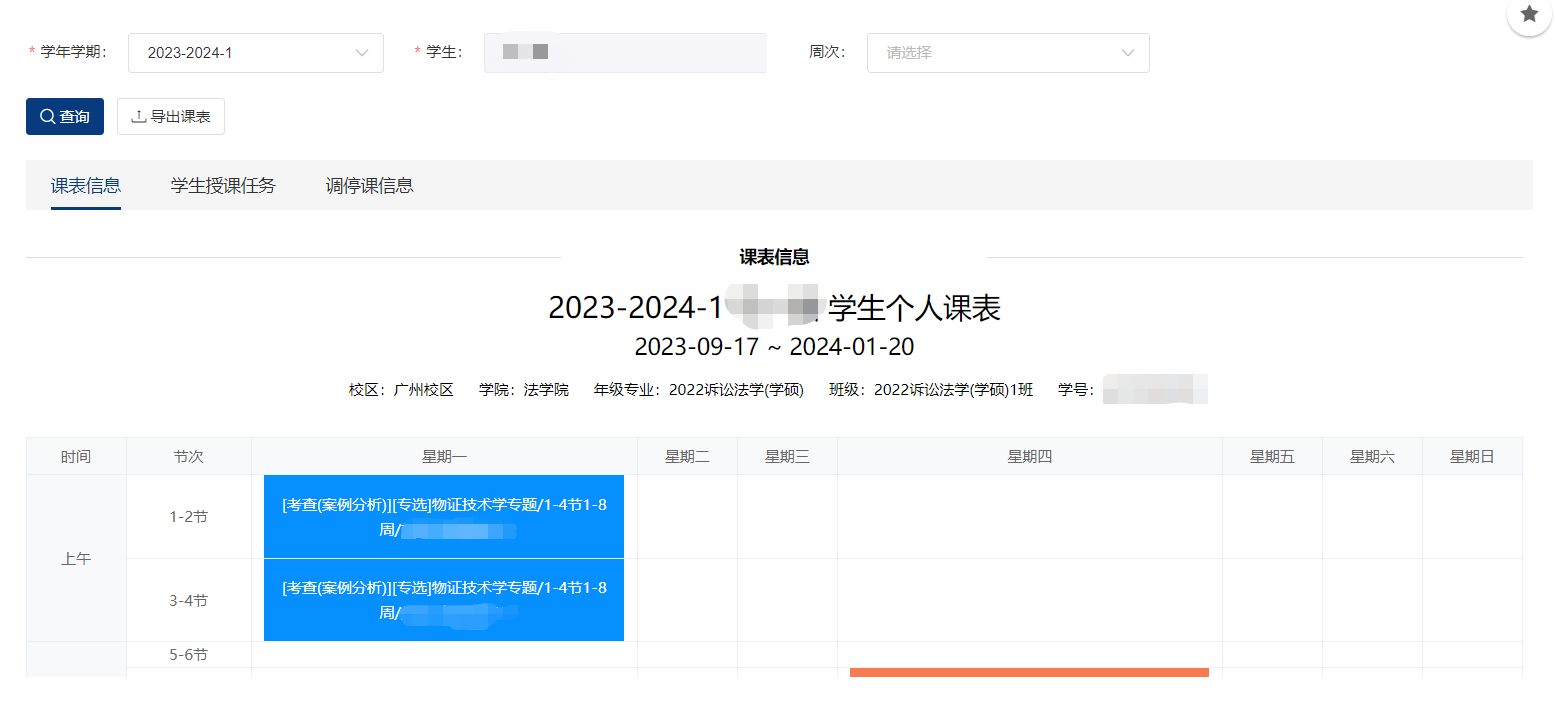 * 学年学期： 2023-2024-1 * 学生： 周次： 请选择
查询 导出课表
课表信息 学生授课任务 调停课信息
课表信息
2023-2024-1 学生个人课表
2023-09-17 ~ 2024-01-20
校区：广州校区 学院：法学院 年级专业：2022诉讼法学(学硕) 班级：2022诉讼法学(学硕)1班 学号：
时间 节次 星期一 星期二 星期三 星期四 星期五 星期六 星期日
上午
1-2节
[考查(案例分析)][专选]物证技术学专题/1-4节1-8
周/
3-4节
[考查(案例分析)][专选]物证技术学专题/1-4节1-8
周/
5-6节